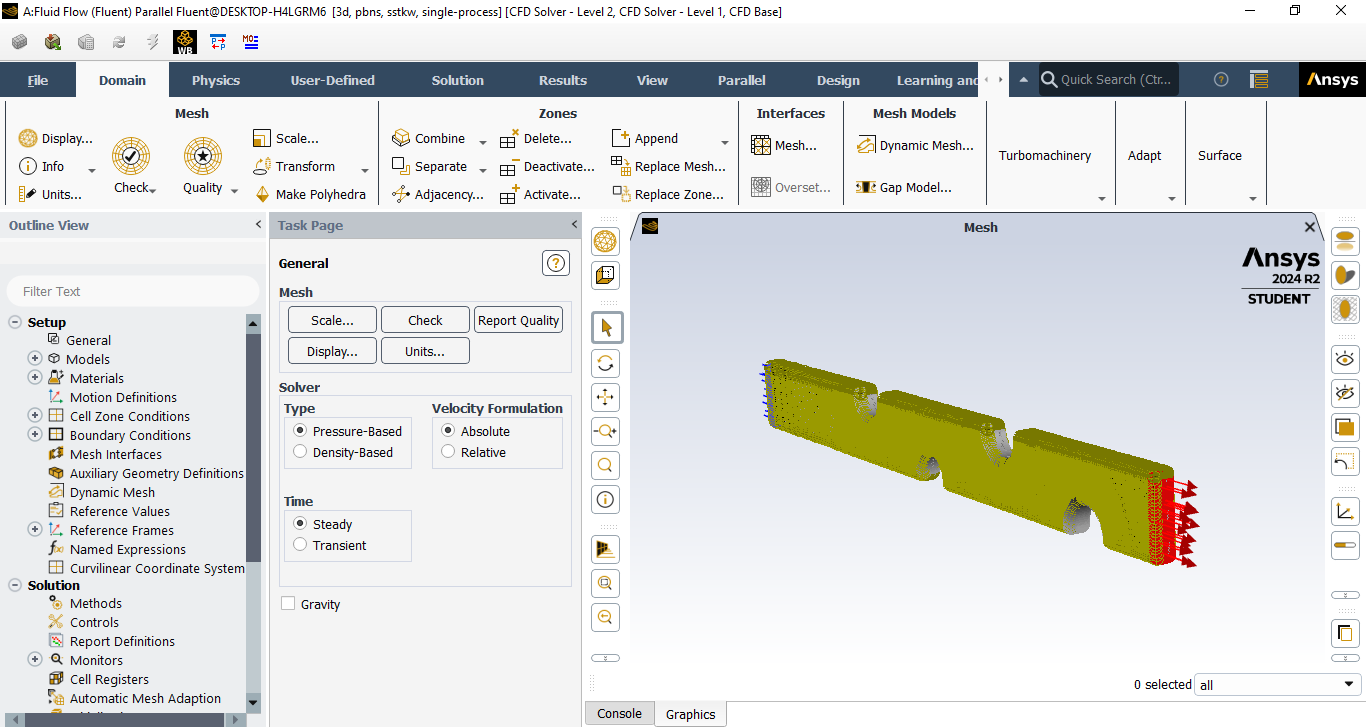 A:Fluid Flow (Fluent) Parallel Fluent@DESKTOP-H4LGRM6 [3d, pbns, sstkw, single-process] [CFD Solver - Level 2, CFD Solver - Level 1, CFD Base]
WB
File Domain Physics User-Defined Solution Results View Parallel Design Learning and Quick Search (Ctr... Ansys
Mesh Zones Interfaces Mesh Models
Display... Scale... Combine Delete... Append Mesh... Dynamic Mesh...
Info Transform Separate Deactivate... Replace Mesh... Turbomachinery Adapt Surface
Check Quality
Units... Make Polyhedra Adjacency... Activate... Replace Zone... Overset... Gap Model...
Outline View
Filter Text
Setup
General
Models
Materials
Motion Definitions
Cell Zone Conditions
Boundary Conditions
Mesh Interfaces
Auxiliary Geometry Definitions
Dynamic Mesh
Reference Values
Reference Frames
Named Expressions
Curvilinear Coordinate System
Solution
Methods
Controls
Report Definitions
Monitors
Cell Registers
Automatic Mesh Adaption
Task Page
General
Mesh
Scale... Check Report Quality
Display... Units...
Solver
Type Velocity Formulation
Pressure-Based Absolute
Density-Based Relative
Time
Steady
Transient
Gravity
Mesh
Ansys
2024 R2
STUDENT
0 selected all
Console Graphics